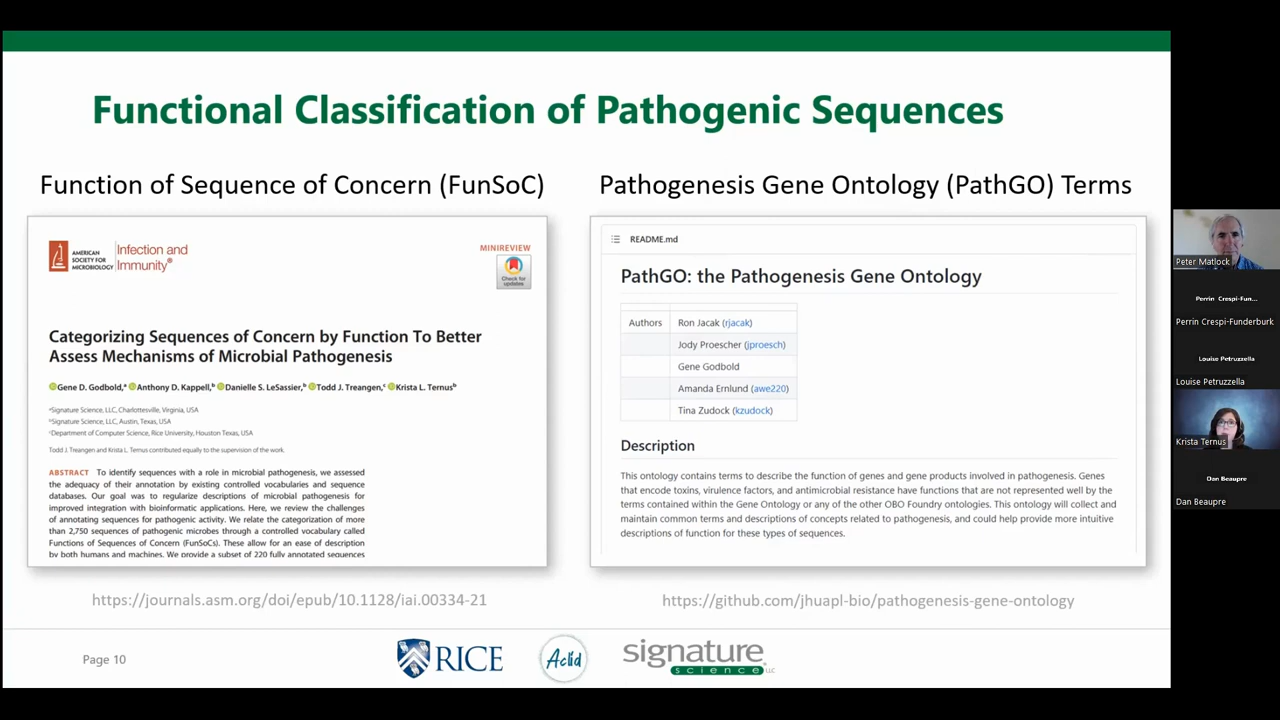 Functional Classification of Pathogenic Sequences
Function of Sequence of Concern (FunSoC)
AMERICAN
SOCIETY FOR
MICROBIOLOGY
Infection and
Immunity®
MINIREVIEW
Check for
updates
Categorizing Sequences of Concern by Function To Better
Assess Mechanisms of Microbial Pathogenesis
Gene D. Godbold,a Anthony D. Kappell,b Danielle S. LeSassier,b Todd J. Treangen,c Krista L. Ternusb
aSignature Science, LLC, Charlottesville, Virginia, USA
bSignature Science, LLC, Austin, Texas, USA
cDepartment of Computer Science, Rice University, Houston Texas, USA
Todd J. Treangen and Krista L. Ternus contributed equally to the supervision of the work.
ABSTRACT To identify sequences with a role in microbial pathogenesis, we assessed
the adequacy of their annotation by existing controlled vocabularies and sequence
databases. Our goal was to regularize descriptions of microbial pathogenesis for
improved integration with bioinformatic applications. Here, we review the challenges
of annotating sequences for pathogenic activity. We relate the categorization of more
than 2,750 sequences of pathogenic microbes through a controlled vocabulary called
Functions of Sequences of Concern (FunSoCs). These allow for an ease of description
by both humans and machines. We provide a subset of 220 fully annotated sequences
https://journals.asm.org/doi/epub/10.1128/iai.00334-21
Pathogenesis Gene Ontology (PathGO) Terms
README.md
PathGO: the Pathogenesis Gene Ontology
Authors Ron Jacak (rjacak)
Jody Proescher (jproesch)
Gene Godbold
Amanda Ernlund (awe220)
Tina Zudock (kzudock)
Description
This ontology contains terms to describe the function of genes and gene products involved in pathogenesis. Genes
that encode toxins, virulence factors, and antimicrobial resistance have functions that are not represented well by the
terms contained within the Gene Ontology or any of the other OBO Foundry ontologies. This ontology will collect and
maintain common terms and descriptions of concepts related to pathogenesis, and could help provide more intuitive
descriptions of function for these types of sequences.
https://github.com/jhuapl-bio/pathogenesis-gene-ontology
Page 10
RICE
Aclid
signature
science LLC
Peter Matlock
Perrin Crespi-Fun...
Perrin Crespi-Funderburk
Louise Petruzzella
Louise Petruzzella
Krista Ternus
Dan Beaupre
Dan Beaupre